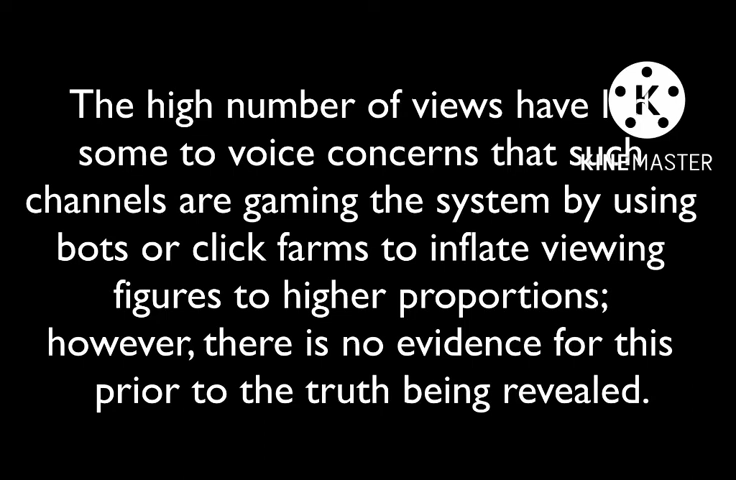 The high number of views have
some to voice concerns that such
channels are gaming the system by using
bots or click farms to inflate viewing
figures to higher proportions;
however, there is no evidence for this
prior to the truth being revealed.
K
KINEMASTER